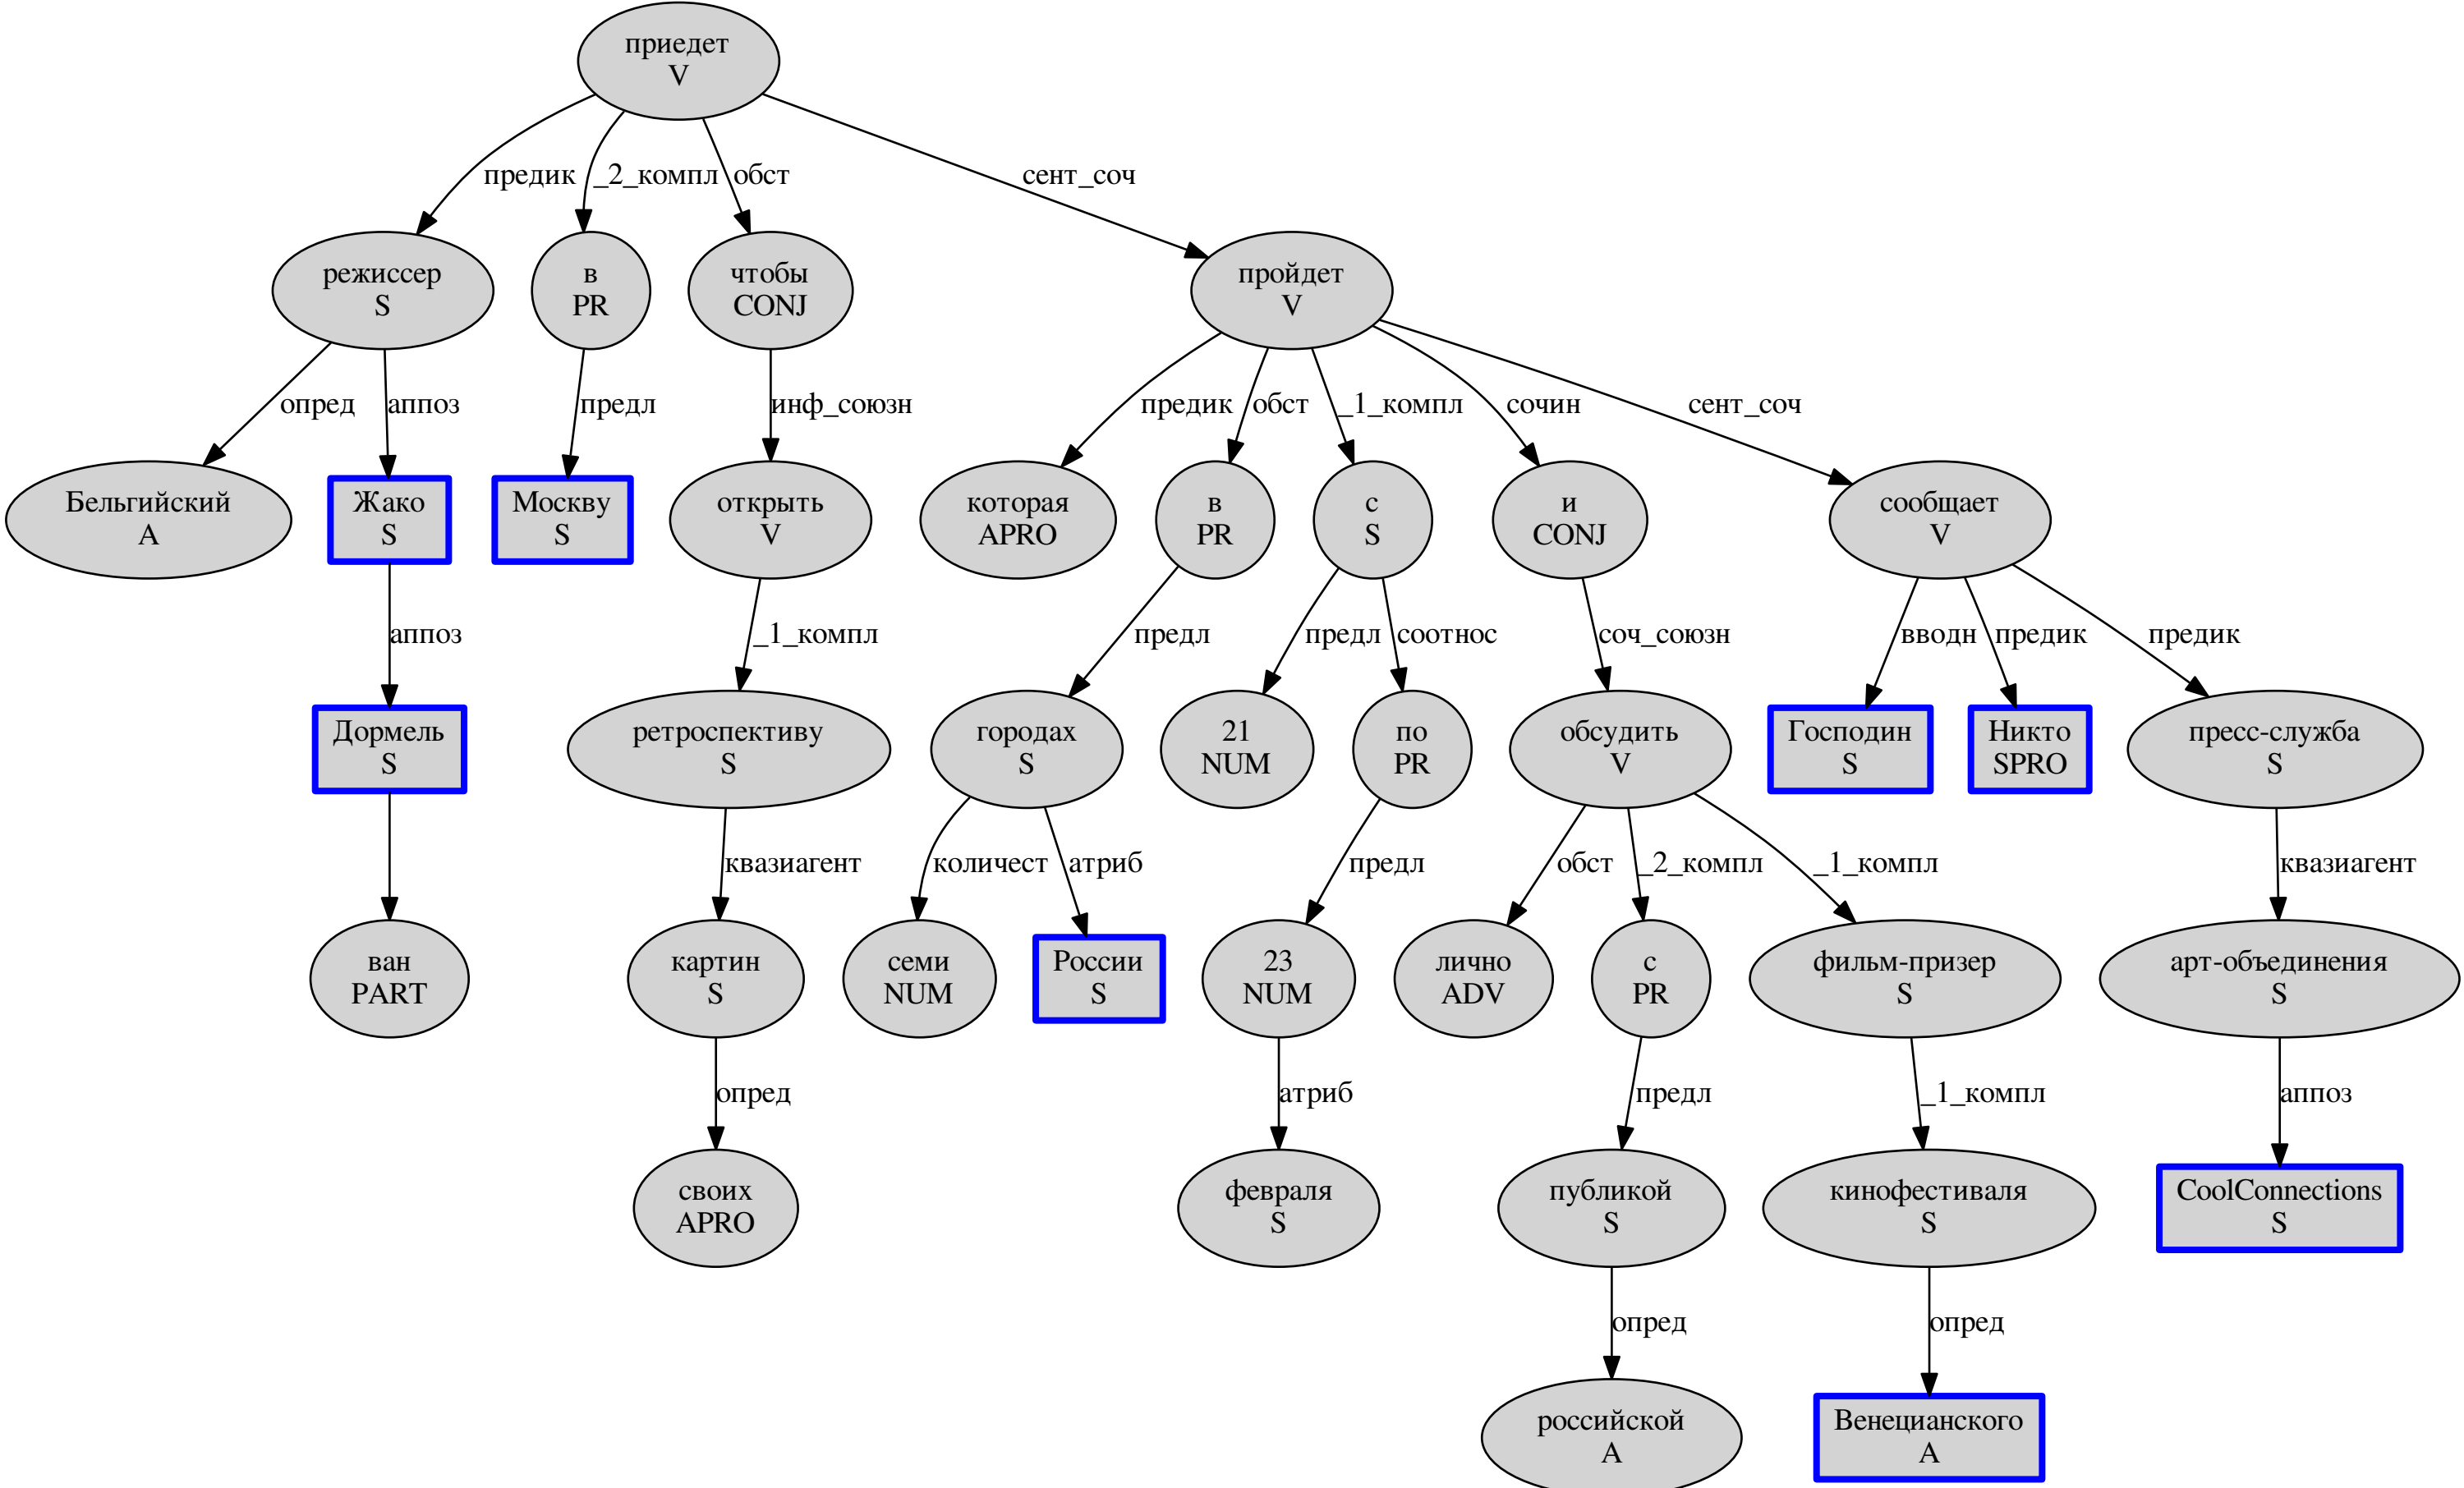 приедет
V
предик
_2_компл
обст
сент_соч
режиссер
S
в
PR
чтобы
CONJ
пройдет
V
опред
аппоз
предл
инф_союзн
предик
обст
_1_компл
сочин
сент_соч
Бельгийский
A
Жако
S
Москву
S
открыть
V
которая
APRO
в
PR
с
S
и
CONJ
сообщает
V
аппоз
_1_компл
предл
предл
соотнос
соч_союзн
вводн
предик
предик
Дормель
S
ретроспективу
S
городах
S
21
NUM
по
PR
обсудить
V
Господин
S
Никто
SPRO
пресс-служба
S
квазиагент
количест
атриб
предл
обст
_2_компл
_1_компл
квазиагент
ван
PART
картин
S
семи
NUM
России
S
23
NUM
лично
ADV
с
PR
фильм-призер
S
арт-объединения
S
опред
атриб
предл
_1_компл
аппоз
своих
APRO
февраля
S
публикой
S
кинофестиваля
S
CoolConnections
S
опред
опред
российской
A
Венецианского
A